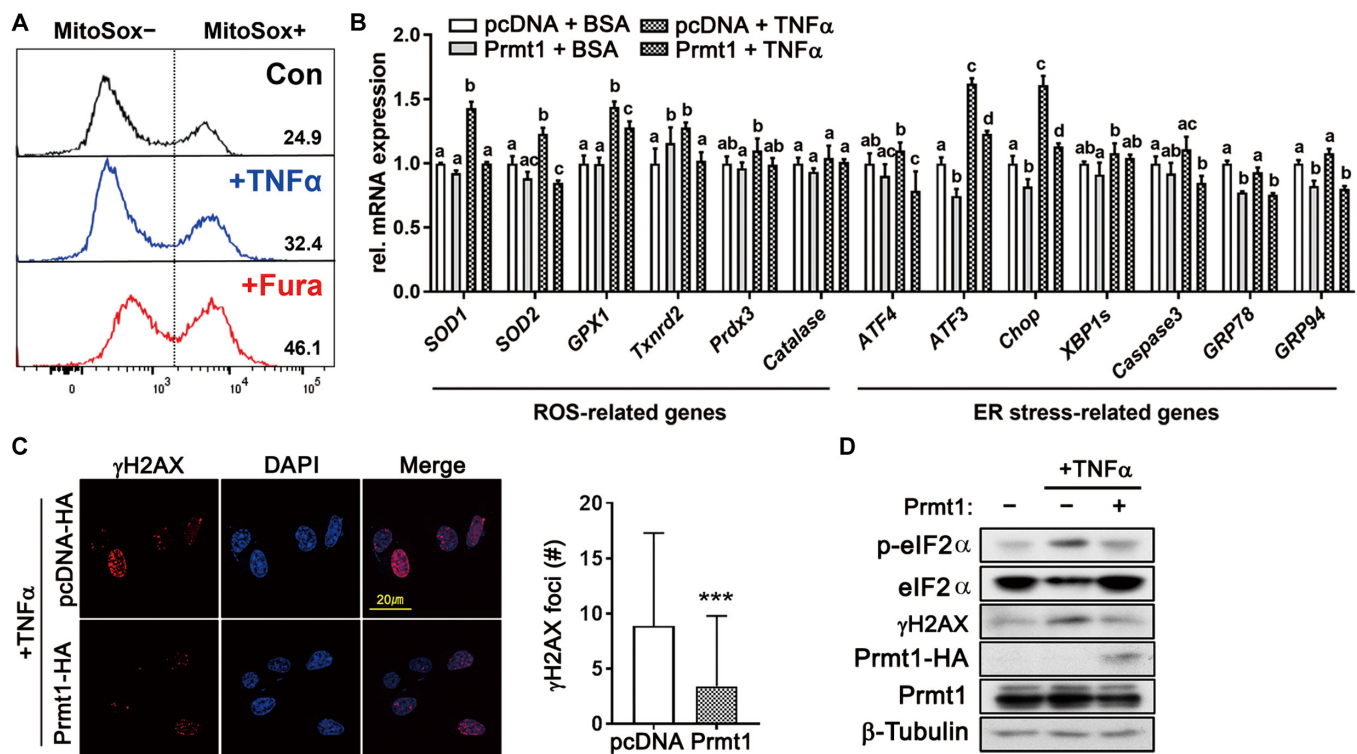 A
MitoSox− MitoSox+
Con
24.9
+TNFα
32.4
+Fura
46.1
0 10³ 10⁴ 10⁵
B
pcDNA + BSA pcDNA + TNFα
Prmt1 + BSA Prmt1 + TNFα
rel. mRNA expression
2.0
1.5
1.0
0.5
0.0
a a b a a ac b c a a b c a b b a ab a b ab a a a a ab ac b c a b c d a b c d ab a b ab a a ac b a b a b a b a b
SOD1 SOD2 GPX1 Txnrd2 Prdx3 Catalase ATF4 ATF3 Chop XBP1s Caspase3 GRP78 GRP94
ROS-related genes ER stress-related genes
C
γH2AX DAPI Merge
+TNFα
pcDNA-HA
Prmt1-HA
20㎛
γH2AX foci (#)
20
15
10
5
0
***
pcDNA Prmt1
D
+TNFα
Prmt1: − − +
p-eIF2α
eIF2α
γH2AX
Prmt1-HA
Prmt1
β-Tubulin